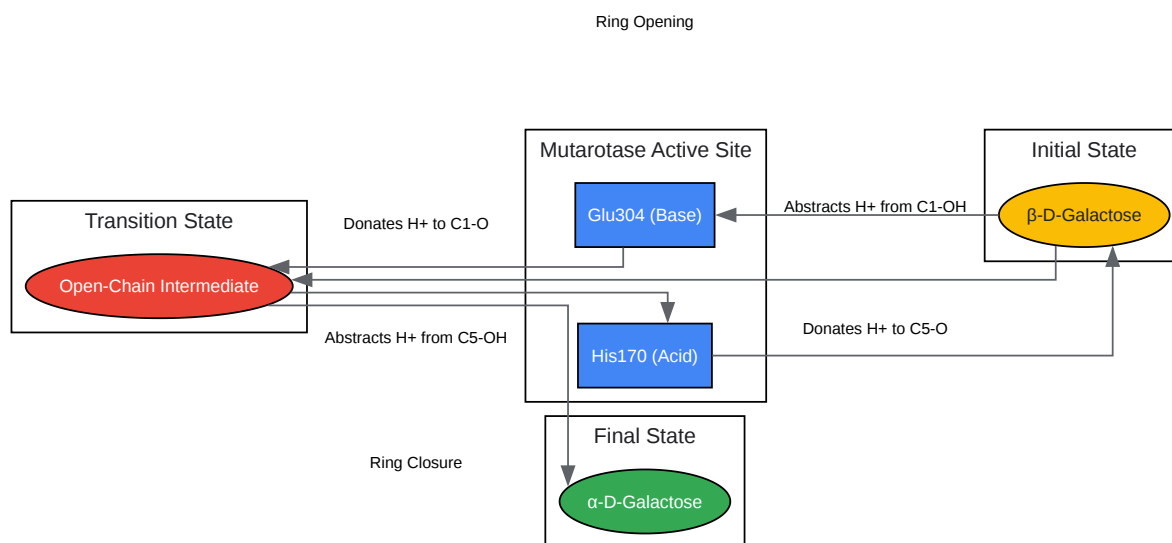 Ring Opening
Mutarotase Active Site
Initial State
Glu304 (Base)
Abstracts H+ from C1-OH
β-D-Galactose
Transition State
Donates H+ to C1-O
Open-Chain Intermediate
Abstracts H+ from C5-OH
His170 (Acid)
Donates H+ to C5-O
Final State
Ring Closure
α-D-Galactose